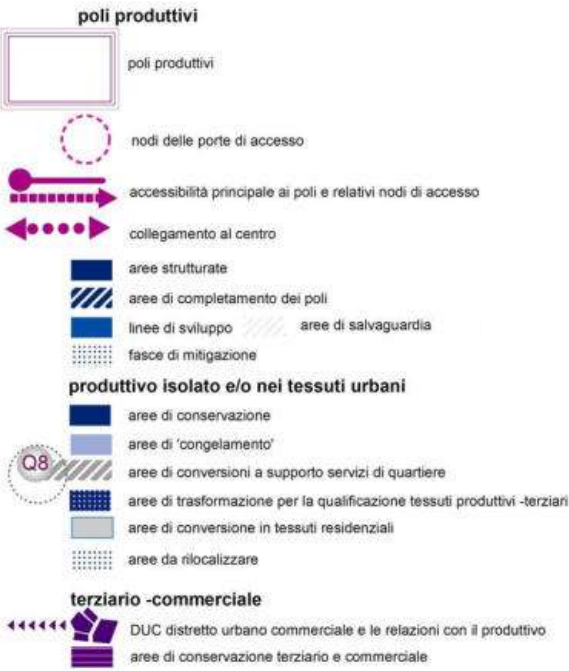 poli produttivi
poli produttivi
nodi delle porte di accesso
accessibilità principale ai poli e relativi nodi di accesso
collegamento al centro
aree strutturate
aree di completamento dei poli
linee di sviluppo aree di salvaguardia
fasce di mitigazione
produttivo isolato e/o nei tessuti urbani
aree di conservazione
aree di 'congelamento'
Q8 aree di conversioni a supporto servizi di quartiere
aree di trasformazione per la qualificazione tessuti produttivi -terziari
aree di conversione in tessuti residenziali
aree da rilocalizzare
terziario -commerciale
DUC distretto urbano commerciale e le relazioni con il produttivo
aree di conservazione terziario e commerciale